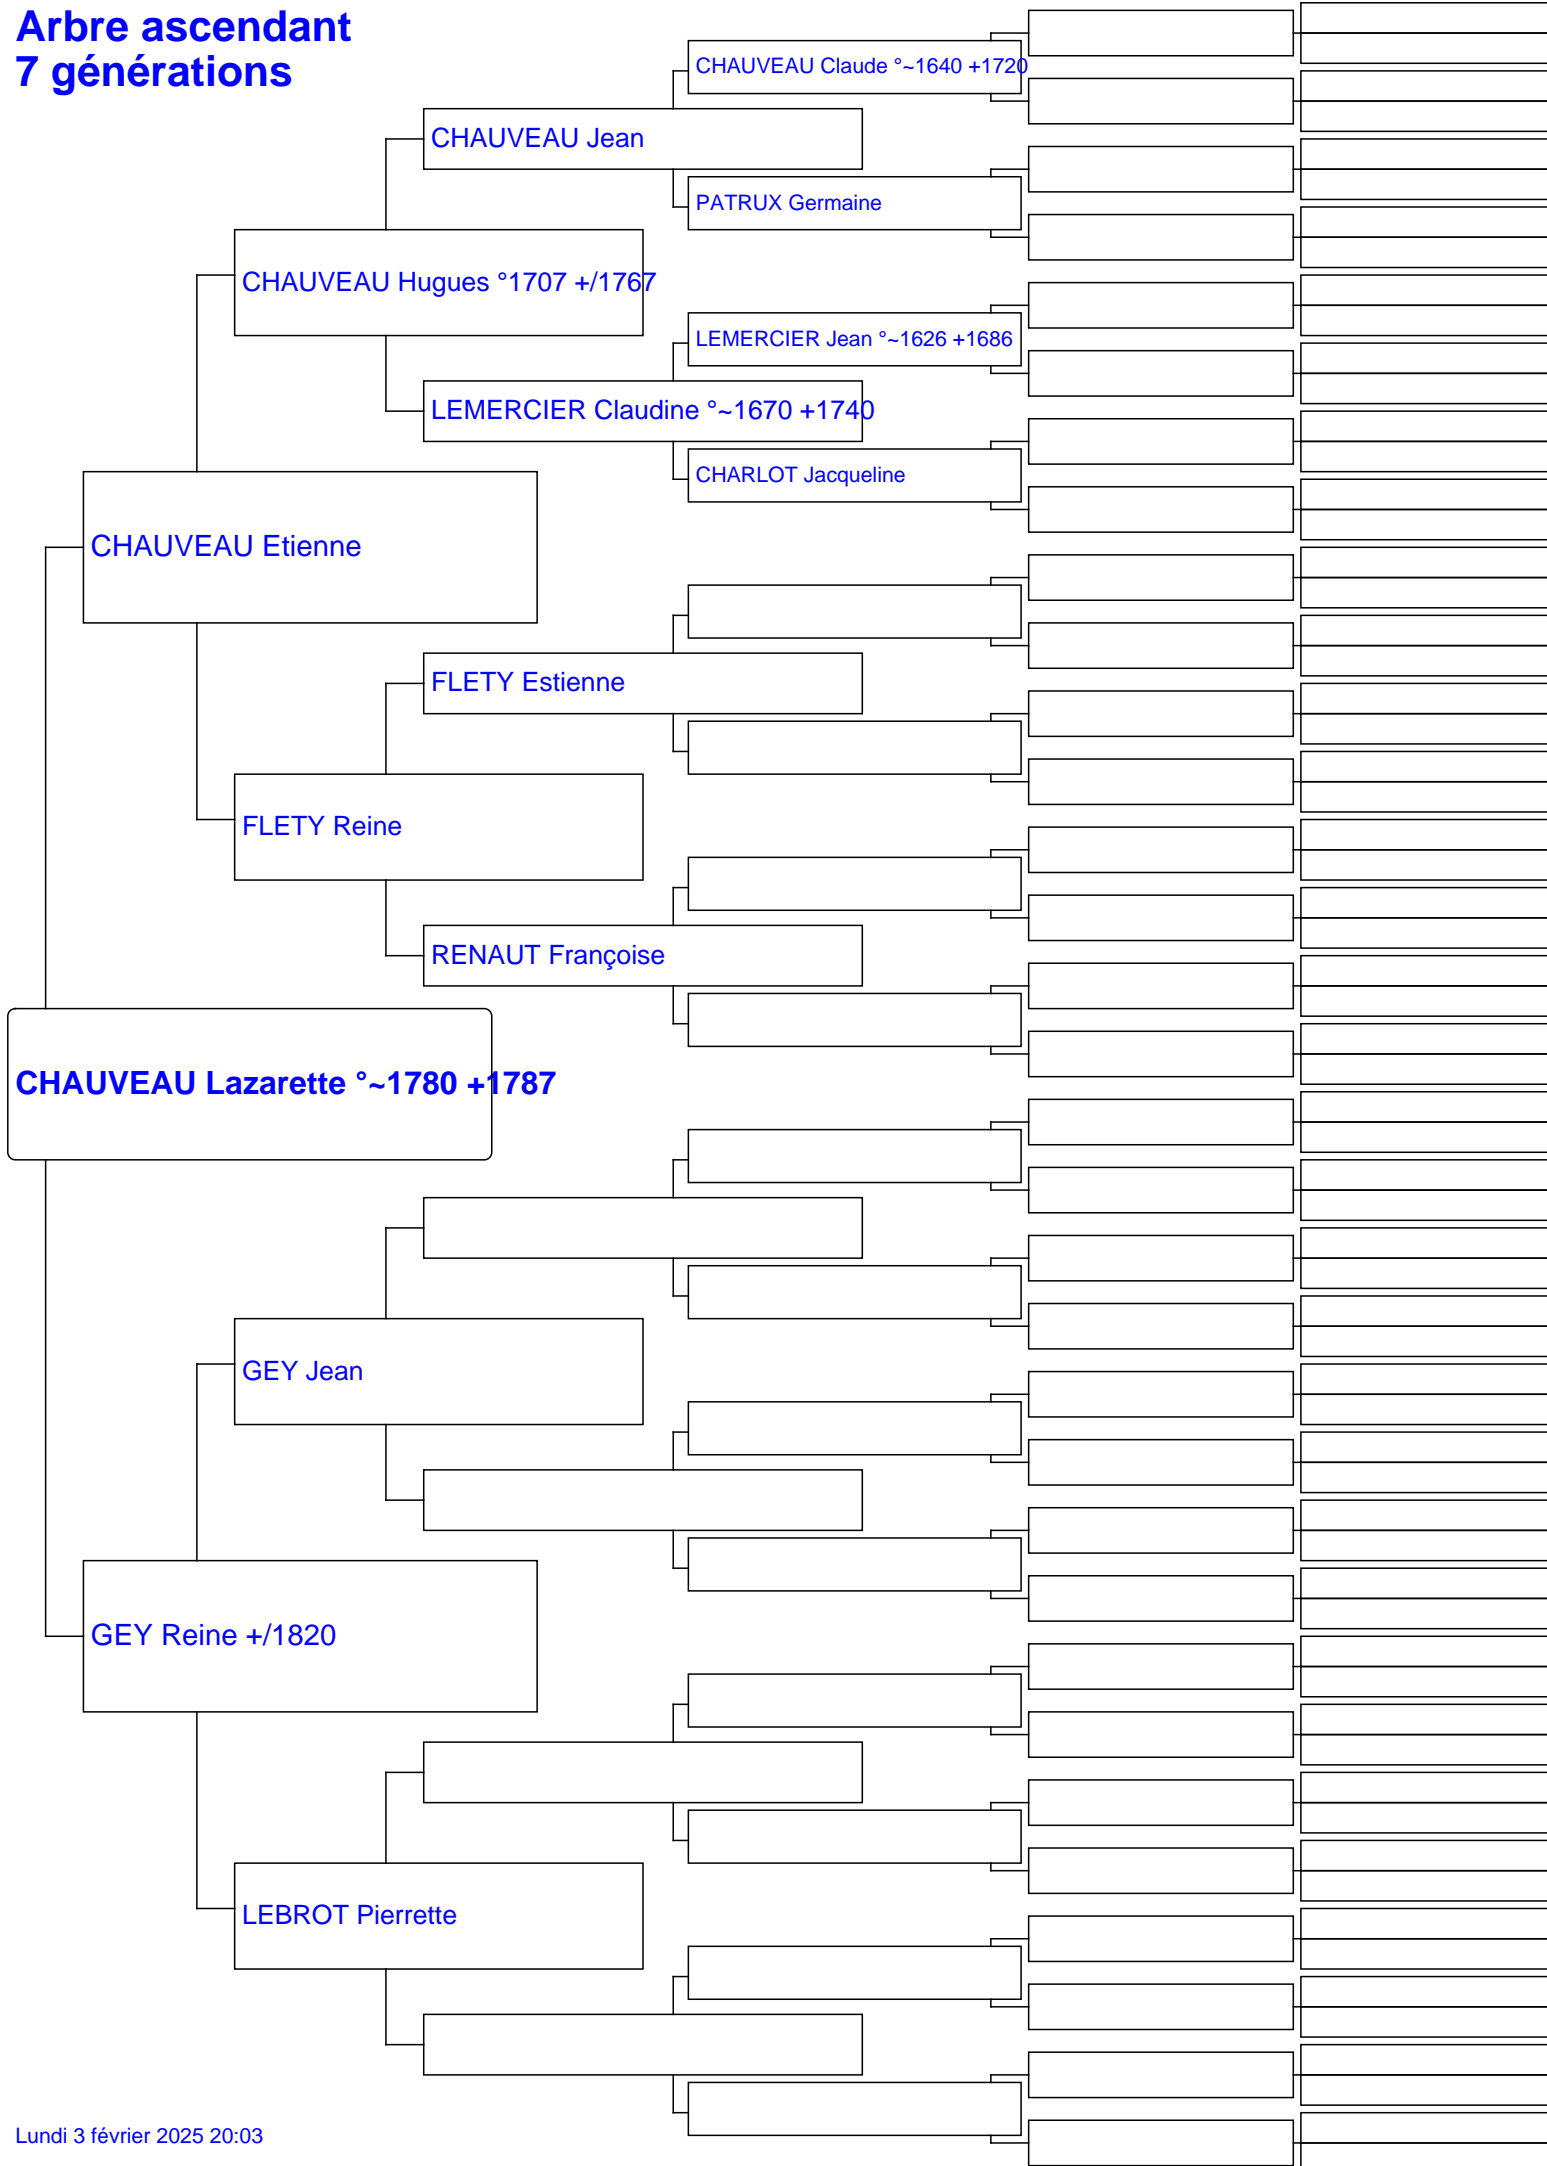 Arbre ascendant
7 générations
CHAUVEAU Claude °~1640 +1720
CHAUVEAU Jean
PATRUX Germaine
CHAUVEAU Hugues °1707 +/1767
LEMERCIER Jean °~1626 +1686
LEMERCIER Claudine °~1670 +1740
CHARLOT Jacqueline
CHAUVEAU Etienne
FLETY Estienne
FLETY Reine
RENAUT Françoise
CHAUVEAU Lazarette °~1780 +1787
GEY Jean
GEY Reine +/1820
LEBROT Pierrette
Lundi 3 février 2025 20:03